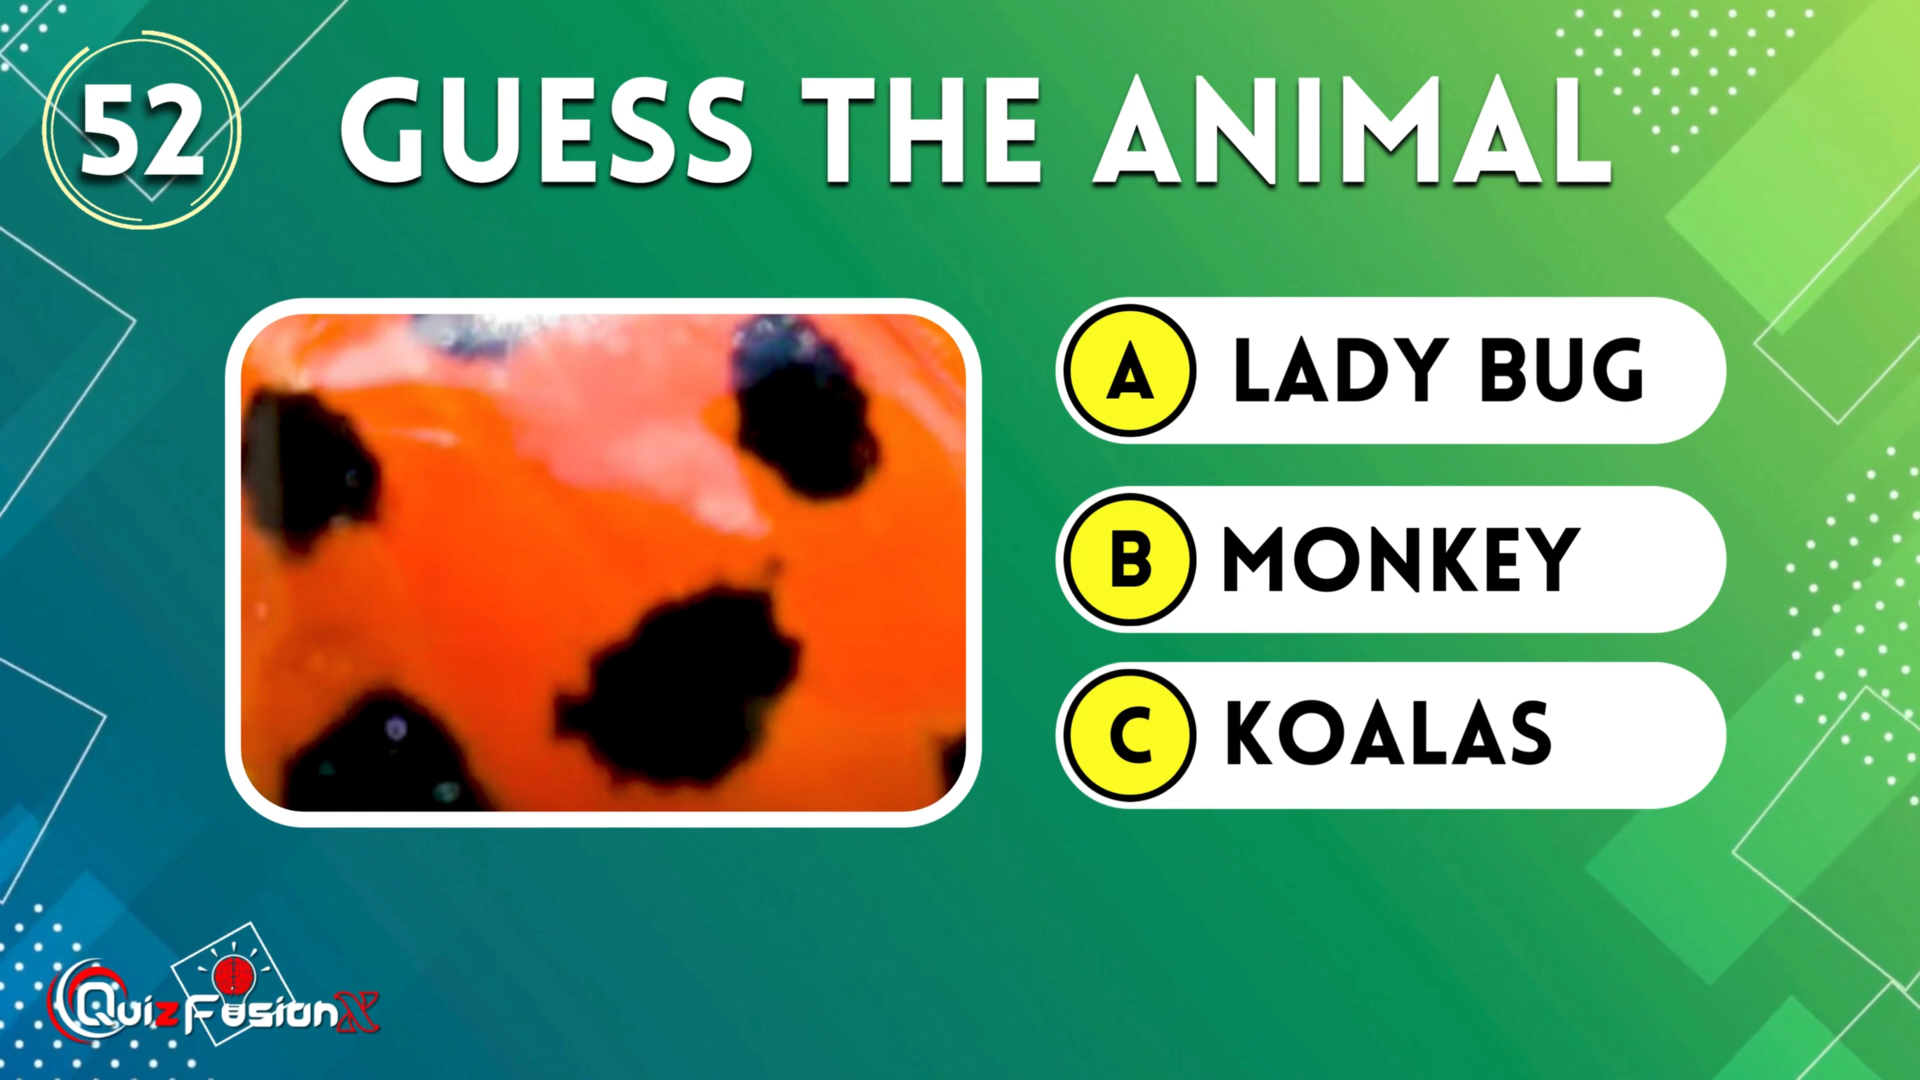 52
GUESS THE ANIMAL
A LADY BUG
B MONKEY
C KOALAS
QuizFusionX